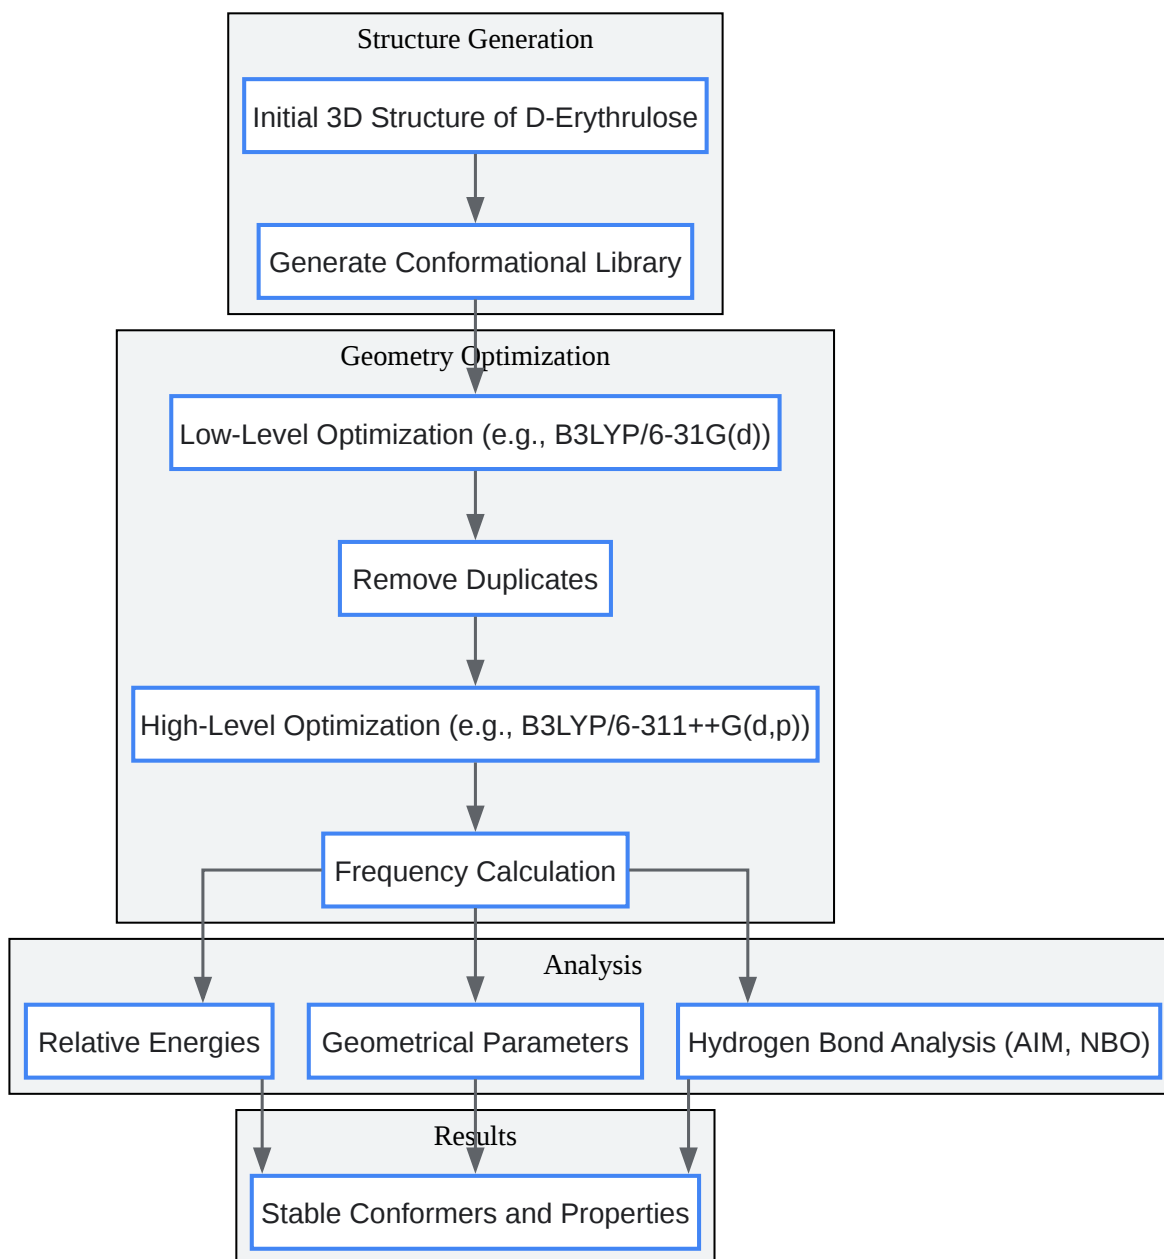 Structure Generation
Initial 3D Structure of D-Erythrulose
Generate Conformational Library
Geometry Optimization
Low-Level Optimization (e.g., B3LYP/6-31G(d))
Remove Duplicates
High-Level Optimization (e.g., B3LYP/6-311++G(d,p))
Frequency Calculation
Analysis
Relative Energies
Geometrical Parameters
Hydrogen Bond Analysis (AIM, NBO)
Results
Stable Conformers and Properties